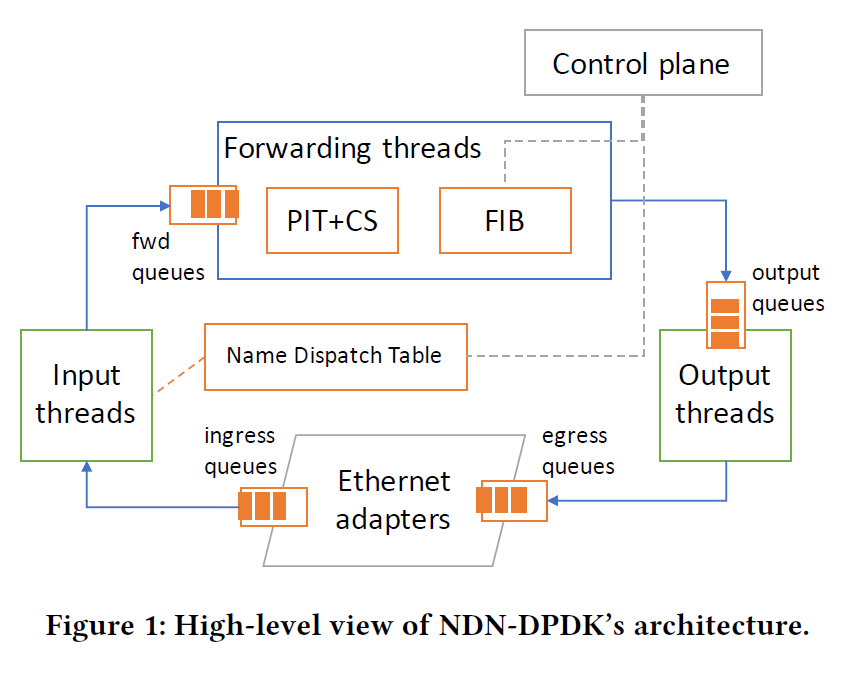 Control plane
Forwarding threads
PIT+CS
FIB
fwd
queues
output
queues
Name Dispatch Table
Input
threads
Output
threads
ingress
queues
egress
queues
Ethernet
adapters
Figure 1: High-level view of NDN-DPDK's architecture.